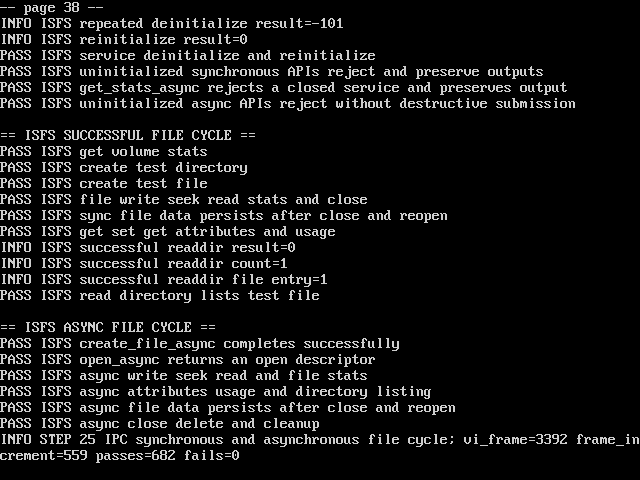 -- page 38 --
INFO ISFS repeated deinitialize result=-101
INFO ISFS reinitialize result=0
PASS ISFS service deinitialize and reinitialize
PASS ISFS uninitialized synchronous APIs reject and preserve outputs
PASS ISFS get_stats_async rejects a closed service and preserves output
PASS ISFS uninitialized async APIs reject without destructive submission
== ISFS SUCCESSFUL FILE CYCLE ==
PASS ISFS get volume stats
PASS ISFS create test directory
PASS ISFS create test file
PASS ISFS file write seek read stats and close
PASS ISFS sync file data persists after close and reopen
PASS ISFS get set get attributes and usage
INFO ISFS successful readdir result=0
INFO ISFS successful readdir count=1
INFO ISFS successful readdir file entry=1
PASS ISFS read directory lists test file
== ISFS ASYNC FILE CYCLE ==
PASS ISFS create_file_async completes successfully
PASS ISFS open_async returns an open descriptor
PASS ISFS async write seek read and file stats
PASS ISFS async attributes usage and directory listing
PASS ISFS async file data persists after close and reopen
PASS ISFS async close delete and cleanup
INFO STEP 25 IPC synchronous and asynchronous file cycle; vi_frame=3392 frame_in
crement=559 passes=682 fails=0